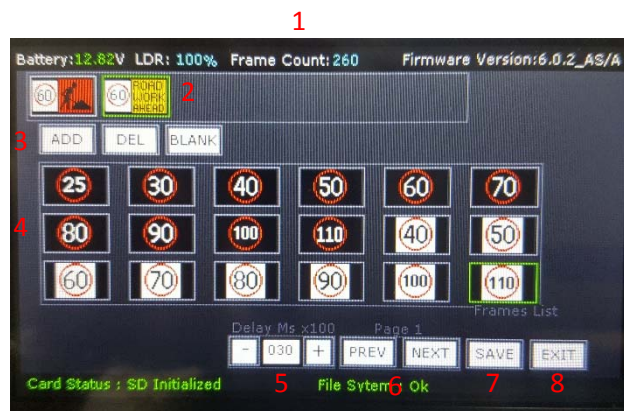 1
Battery:12.82V LDR: 100% Frame Count: 260 Firmware Version:6.0.2_AS/A
60 60 ROAD WORK AHEAD 2
3 ADD DEL BLANK
25 30 40 50 60 70
4 80 90 100 110 40 50
60 70 80 90 100 110
Frames List
Delay Ms x100 Page 1
- 030 + PREV NEXT SAVE EXIT
Card Status : SD Initialized 5 File Sytem : Ok 6 7 8